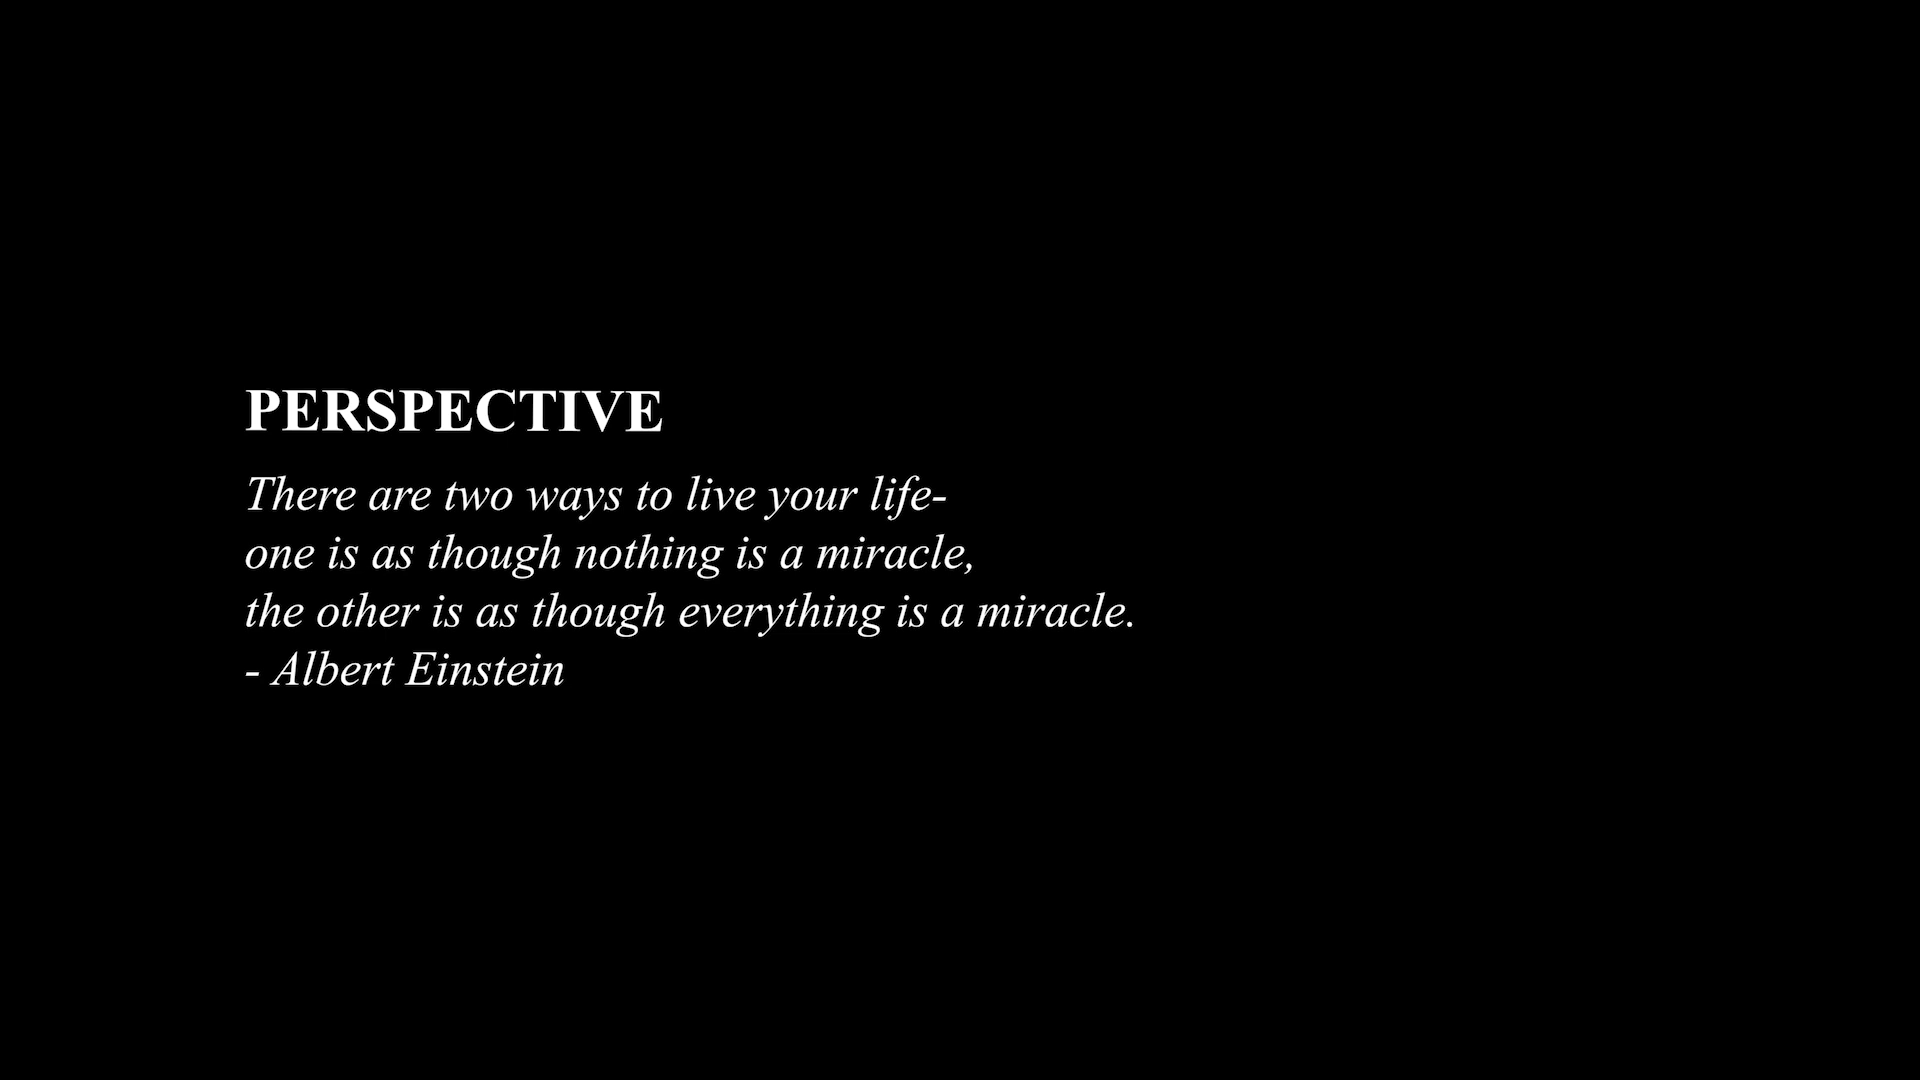 PERSPECTIVE
There are two ways to live your life-
one is as though nothing is a miracle,
the other is as though everything is a miracle.
- Albert Einstein